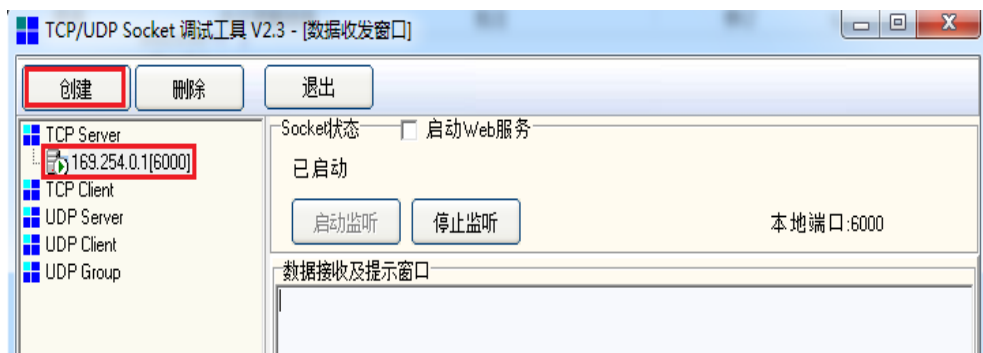 TCP/UDP Socket 调试工具 V2.3 - [数据收发窗口]
创建 删除 退出
TCP Server
169.254.0.1[6000]
TCP Client
UDP Server
UDP Client
UDP Group
Socket状态 启动Web服务
已启动
启动监听 停止监听 本地端口:6000
数据接收及提示窗口